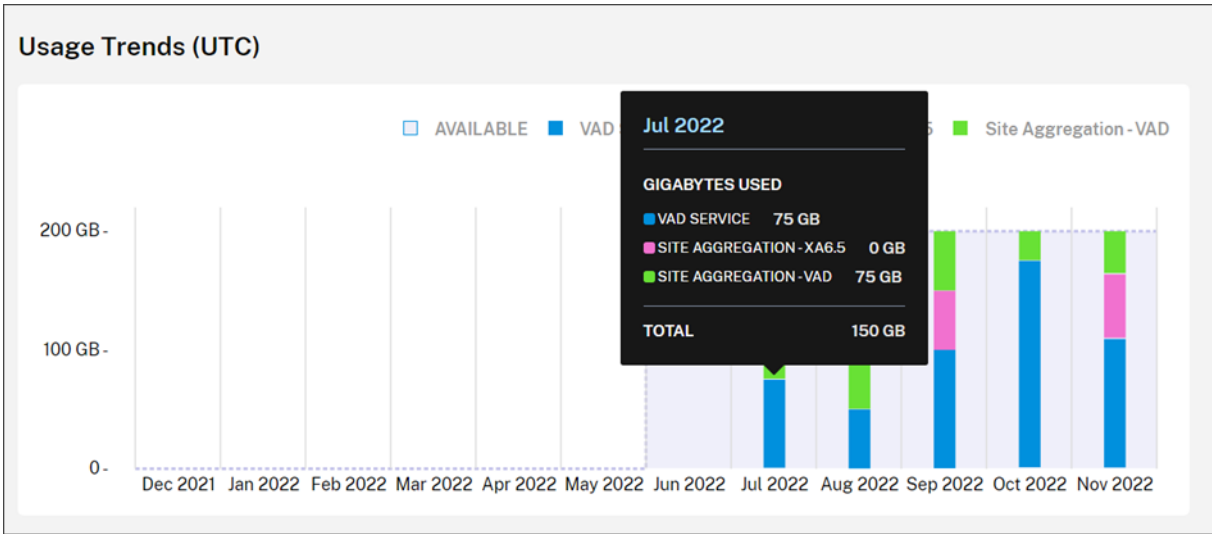 Usage Trends (UTC)
AVAILABLE VAD 5 Site Aggregation - VAD
Jul 2022
GIGABYTES USED
VAD SERVICE 75 GB
SITE AGGREGATION - XA6.5 0 GB
SITE AGGREGATION - VAD 75 GB
TOTAL 150 GB
200 GB
100 GB
0
Dec 2021 Jan 2022 Feb 2022 Mar 2022 Apr 2022 May 2022 Jun 2022 Jul 2022 Aug 2022 Sep 2022 Oct 2022 Nov 2022